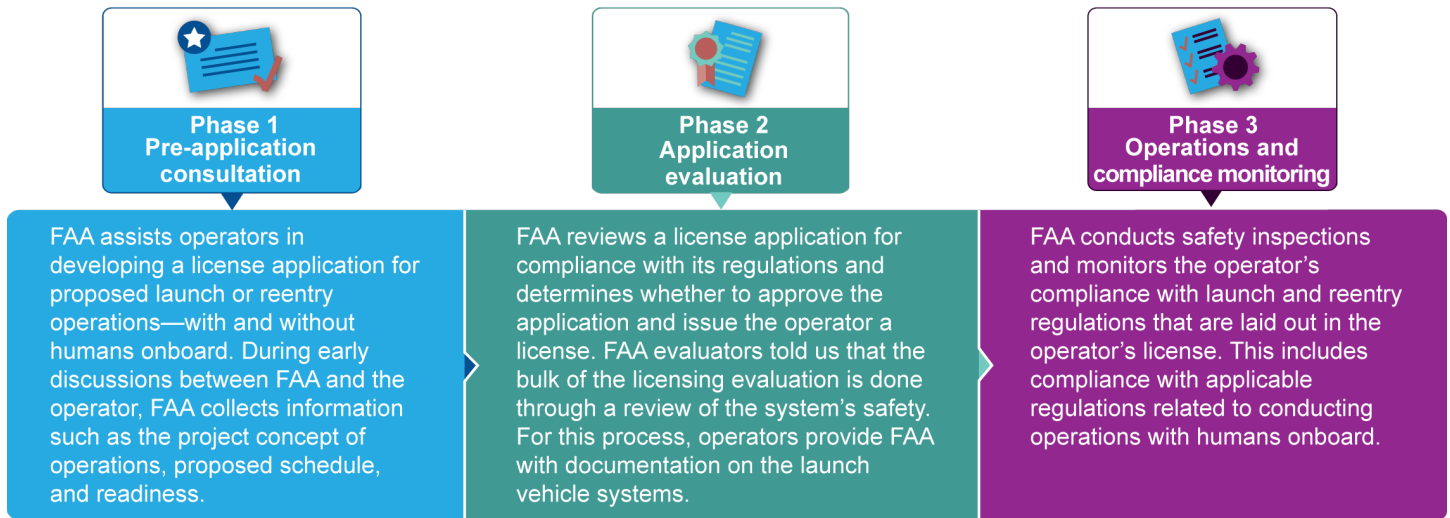 Phase 1
Pre-application
consultation
FAA assists operators in
developing a license application for
proposed launch or reentry
operations—with and without
humans onboard. During early
discussions between FAA and the
operator, FAA collects information
such as the project concept of
operations, proposed schedule,
and readiness.
Phase 2
Application
evaluation
FAA reviews a license application for
compliance with its regulations and
determines whether to approve the
application and issue the operator a
license. FAA evaluators told us that the
bulk of the licensing evaluation is done
through a review of the system’s safety.
For this process, operators provide FAA
with documentation on the launch
vehicle systems.
Phase 3
Operations and
compliance monitoring
FAA conducts safety inspections
and monitors the operator’s
compliance with launch and reentry
regulations that are laid out in the
operator’s license. This includes
compliance with applicable
regulations related to conducting
operations with humans onboard.